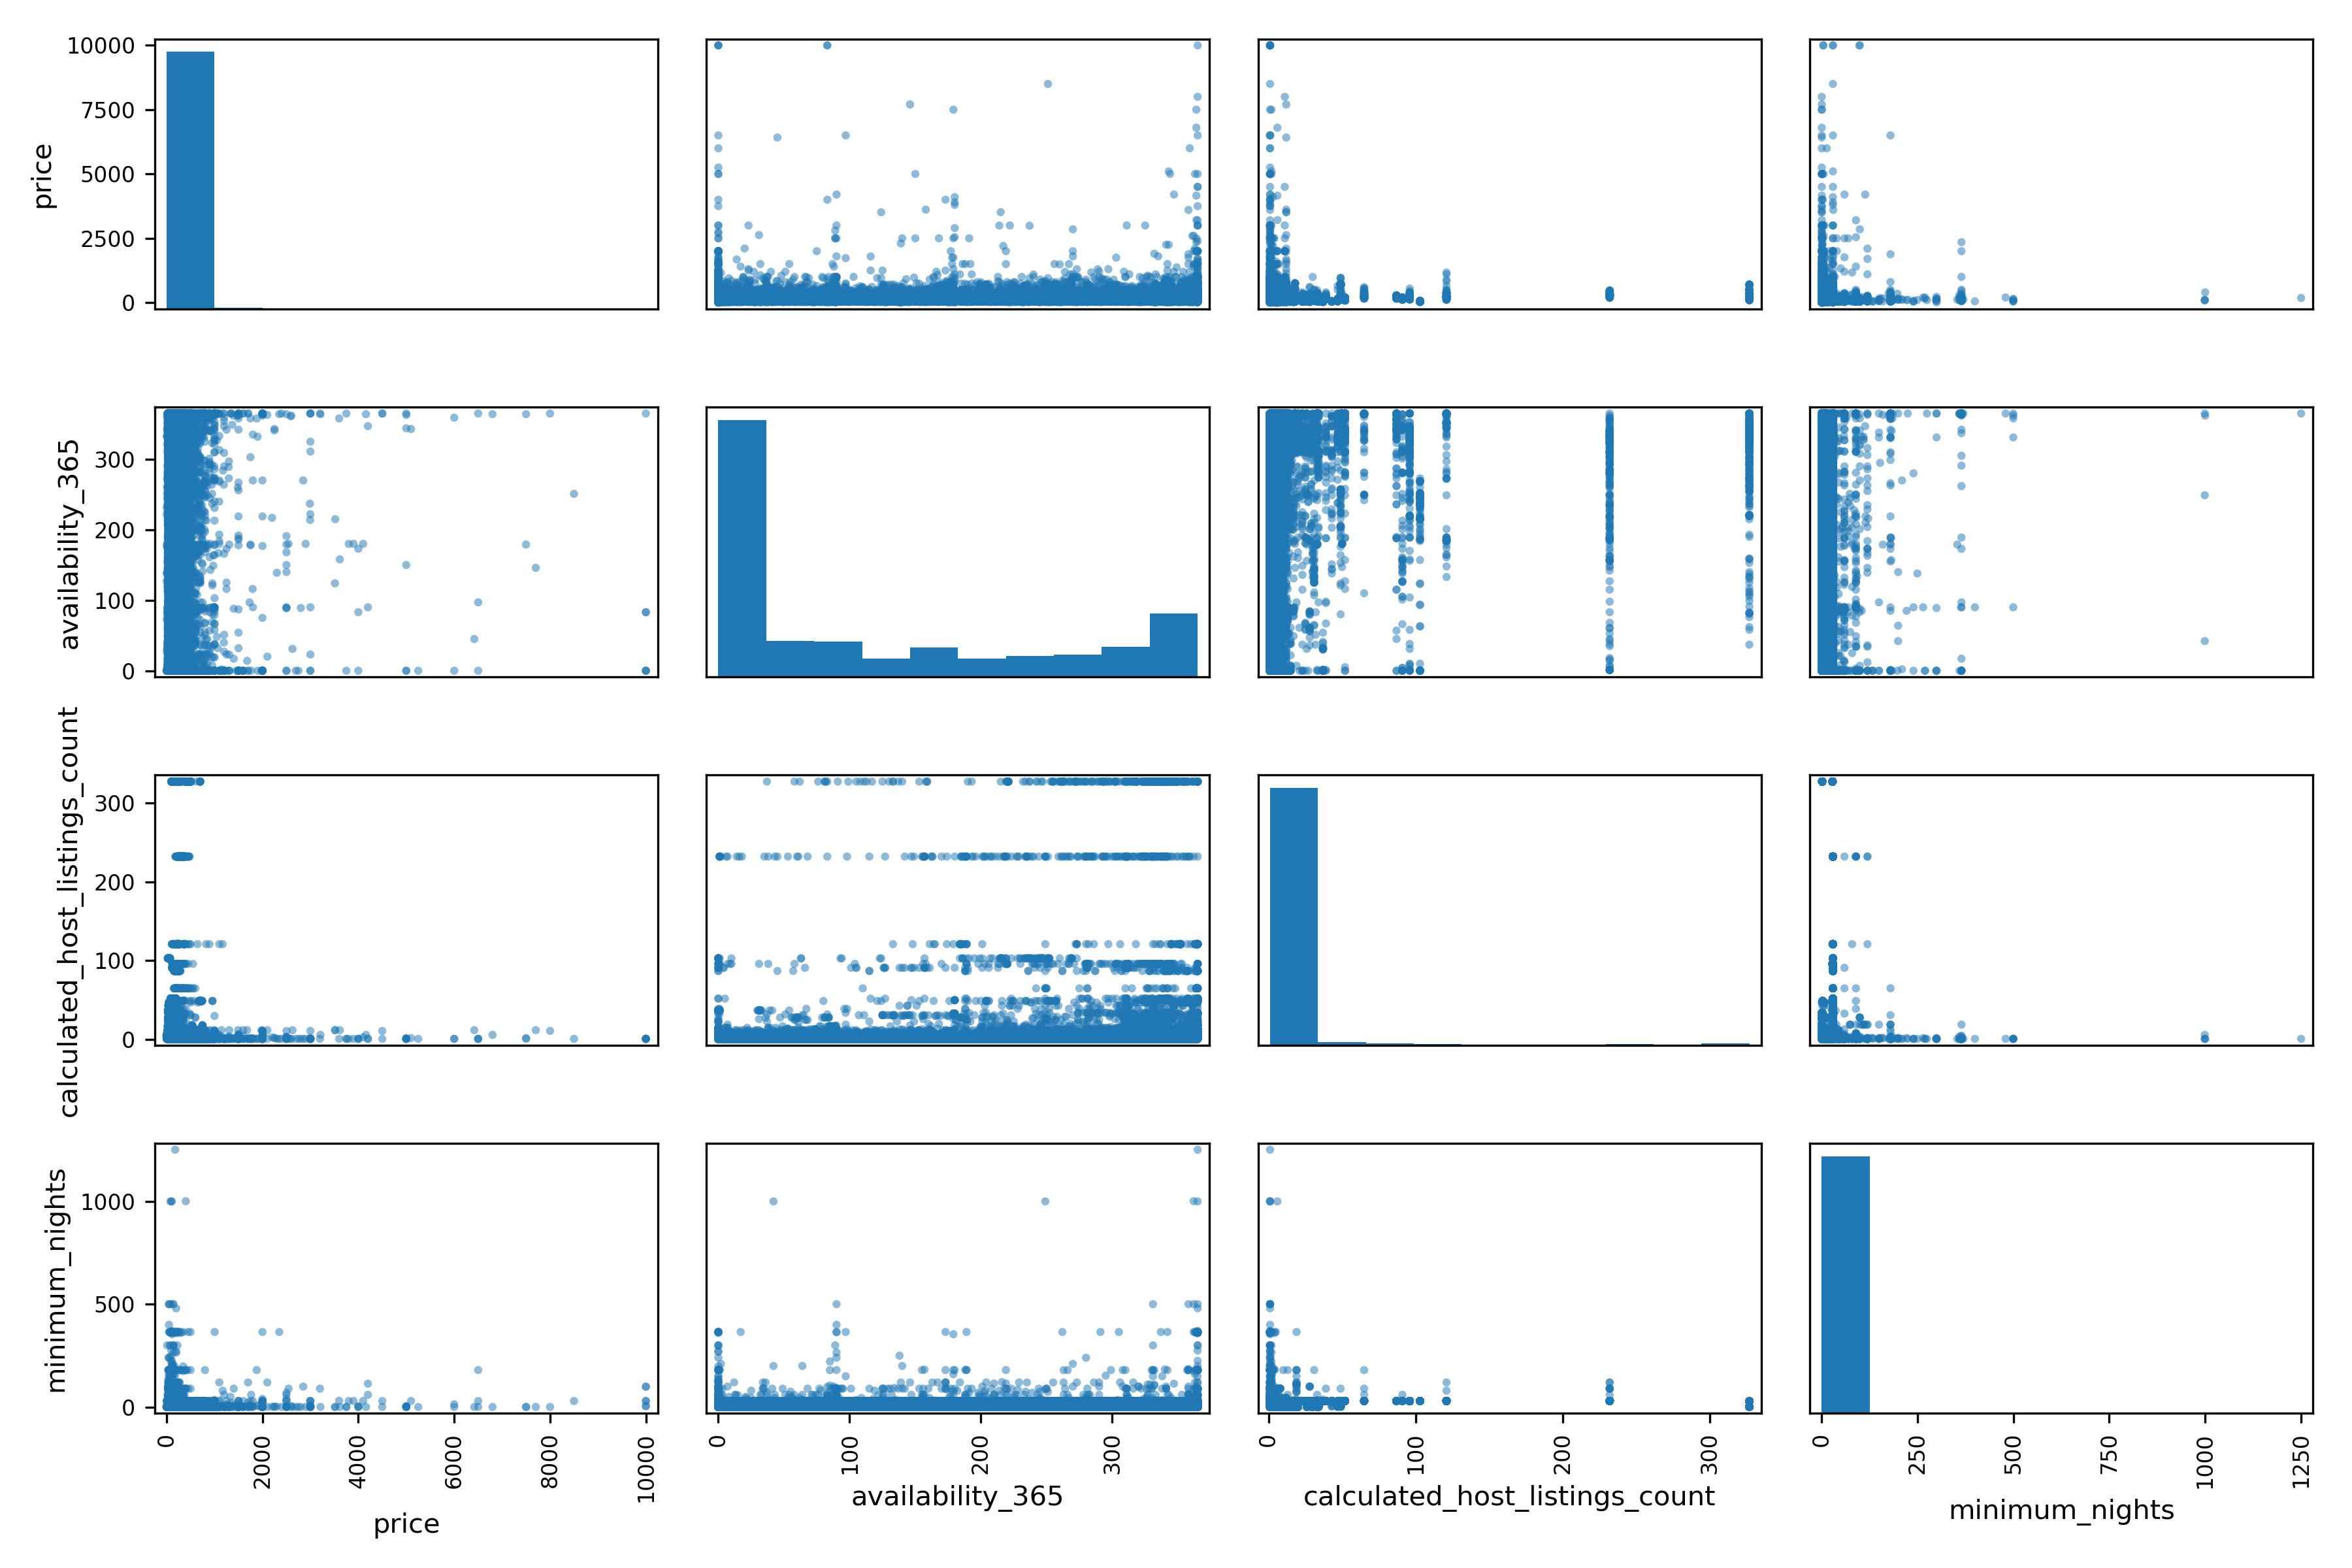 10000
7500
5000
2500
0
price
300
200
100
0
availability_365
300
200
100
0
calculated_host_listings_count
1000
500
0
minimum_nights
0 2000 4000 6000 8000 10000
price
0 100 200 300
availability_365
0 100 200 300
calculated_host_listings_count
0 250 500 750 1000 1250
minimum_nights